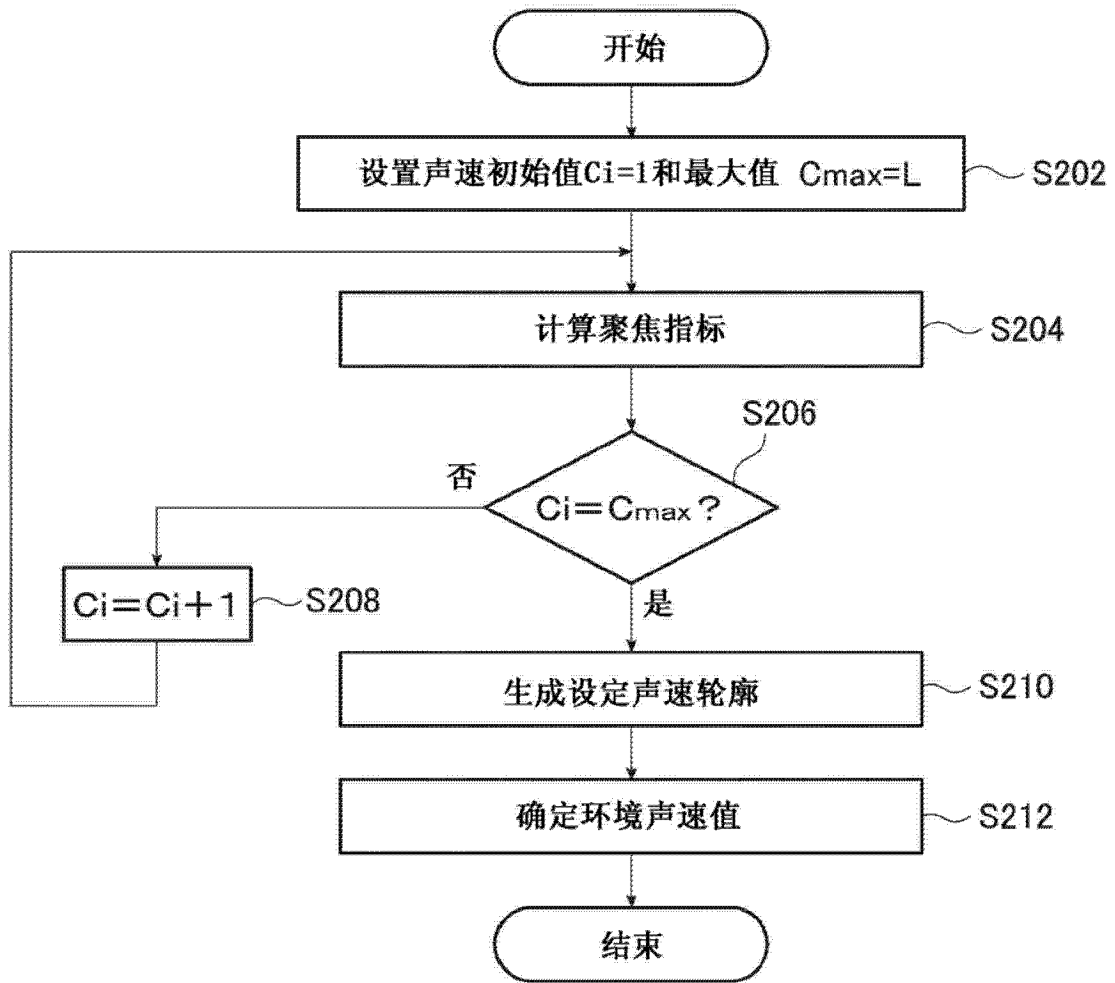 开始
设置声速初始值Ci=1和最大值 Cmax=L
S202
计算聚焦指标
S204
S206
否
Ci=Cmax?
Ci=Ci+1
S208
是
生成设定声速轮廓
S210
确定环境声速值
S212
结束